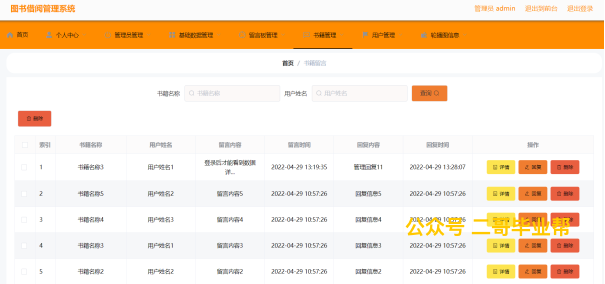 图书借阅管理系统
管理员 admin 退出到前台 退出登录
首页 个人中心 管理员管理 基础数据管理 留言板管理 书籍管理 用户管理 轮播图信息
首页 / 书籍留言
书籍名称 书籍名称 用户姓名 用户姓名 查询
删除
索引 书籍名称 用户姓名 留言内容 留言时间 回复内容 回复时间 操作
1 书籍名称3 用户姓名1 登录后才能看到数据详... 2022-04-29 13:19:35 管理回复11 2022-04-29 13:28:07 详情 回复 删除
2 书籍名称5 用户姓名2 留言内容5 2022-04-29 10:57:26 回复信息5 2022-04-29 10:57:26 详情 回复 删除
3 书籍名称4 用户姓名2 留言内容4 2022-04-29 10:57:26 回复信息4 2022-04-29 10:57:26 详情 删除
公众号 二哥毕业帮
4 书籍名称3 用户姓名1 留言内容3 2022-04-29 10:57:26 回复信息3 2022-04-29 10:57:26 详情 回复 删除
5 书籍名称2 用户姓名2 留言内容2 2022-04-29 10:57:26 回复信息2 2022-04-29 10:57:26 详情 回复 删除